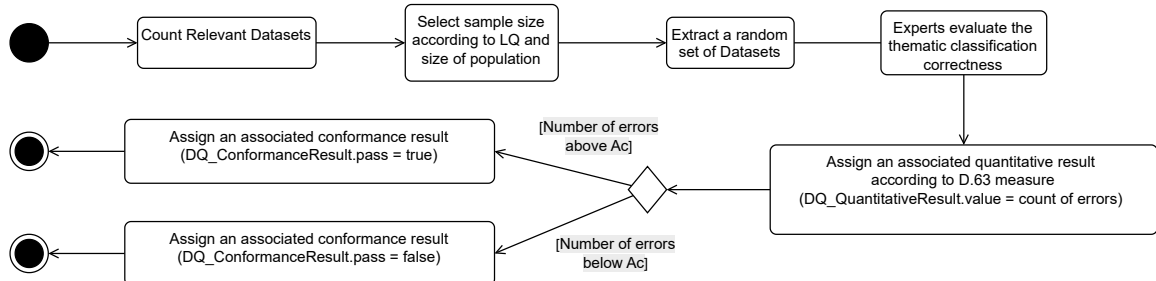 Count Relevant Datasets
Select sample size
according to LQ and
size of population
Extract a random
set of Datasets
Experts evaluate the
thematic classification
correctness
Assign an associated quantitative result
according to D.63 measure
(DQ_QuantitativeResult.value = count of errors)
[Number of errors
above Ac]
Assign an associated conformance result
(DQ_ConformanceResult.pass = true)
[Number of errors
below Ac]
Assign an associated conformance result
(DQ_ConformanceResult.pass = false)